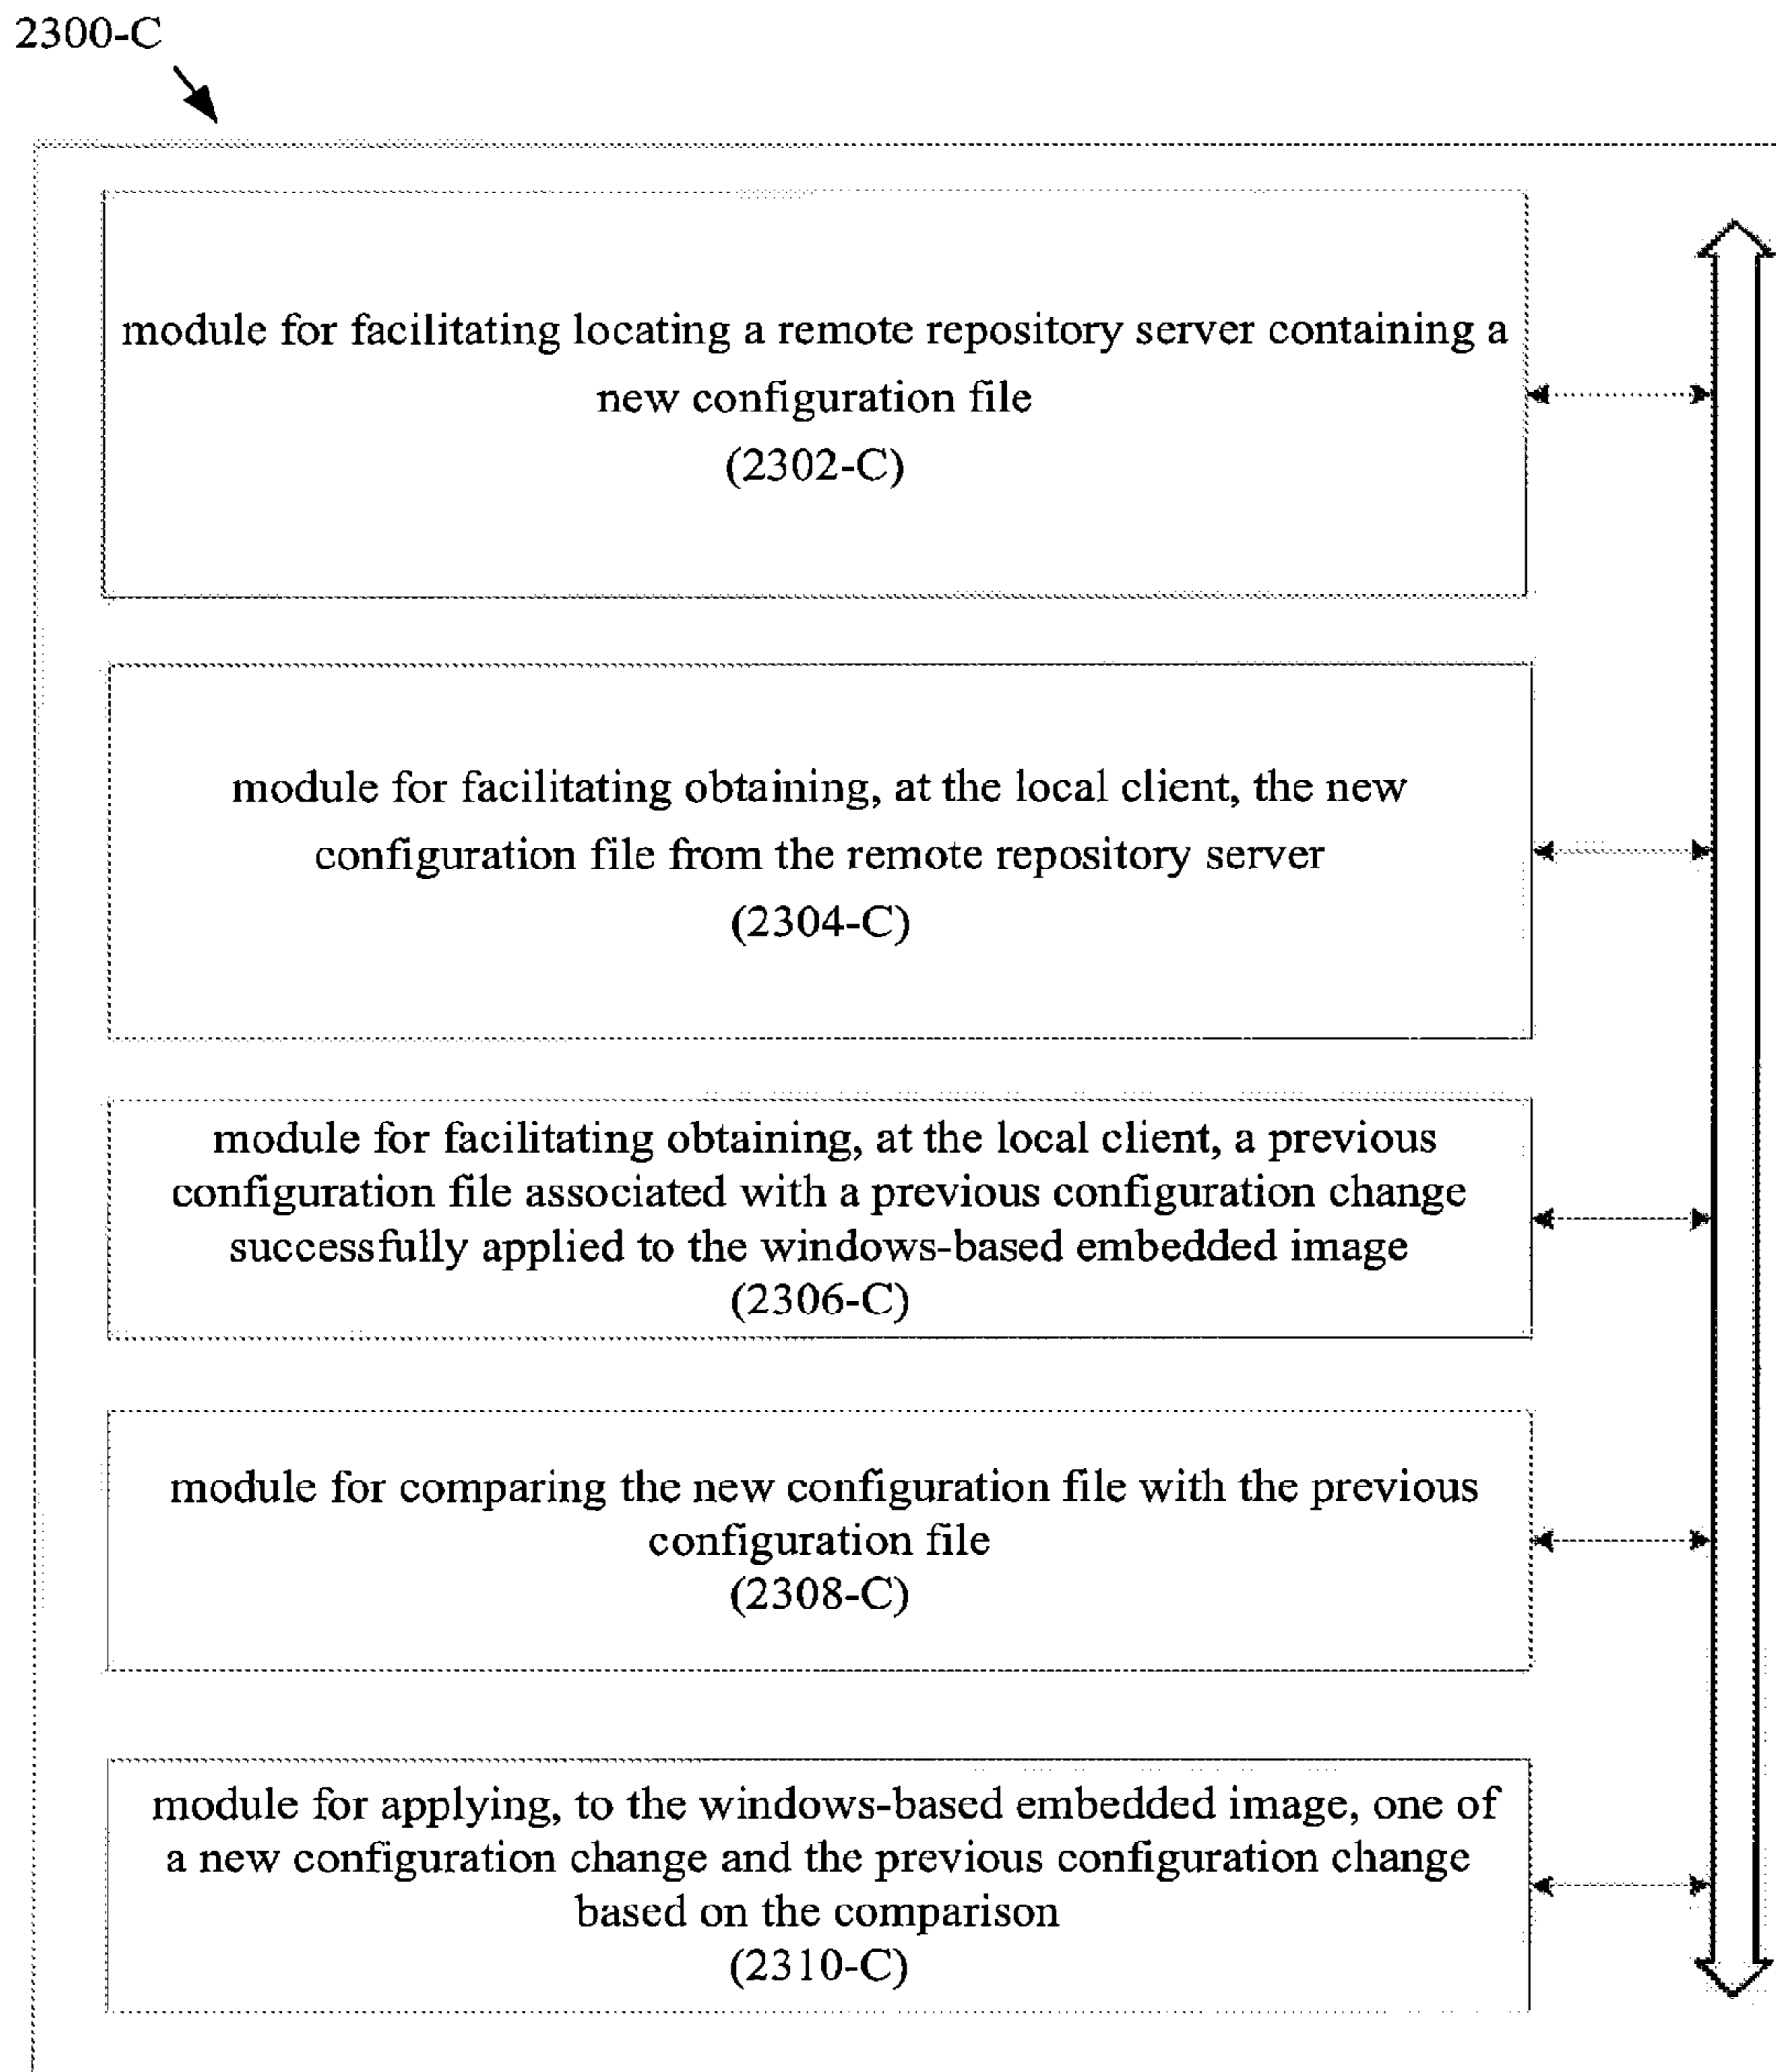 2300-C
module for facilitating locating a remote repository server containing a
new configuration file
(2302-C)
module for facilitating obtaining, at the local client, the new
configuration file from the remote repository server
(2304-C)
module for facilitating obtaining, at the local client, a previous
configuration file associated with a previous configuration change
successfully applied to the windows-based embedded image
(2306-C)
module for comparing the new configuration file with the previous
configuration file
(2308-C)
module for applying, to the windows-based embedded image, one of
a new configuration change and the previous configuration change
based on the comparison
(2310-C)